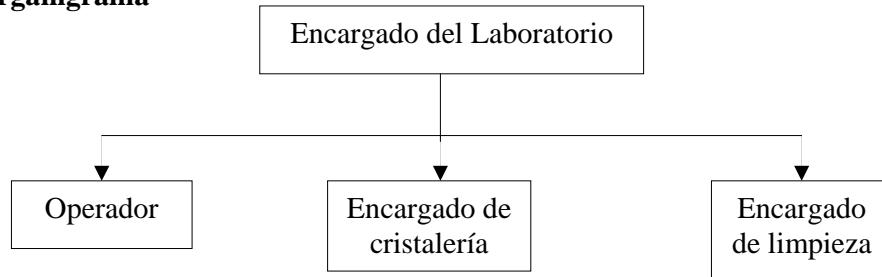 Encargado del Laboratorio
Operador
Encargado de
cristalería
Encargado
de limpieza